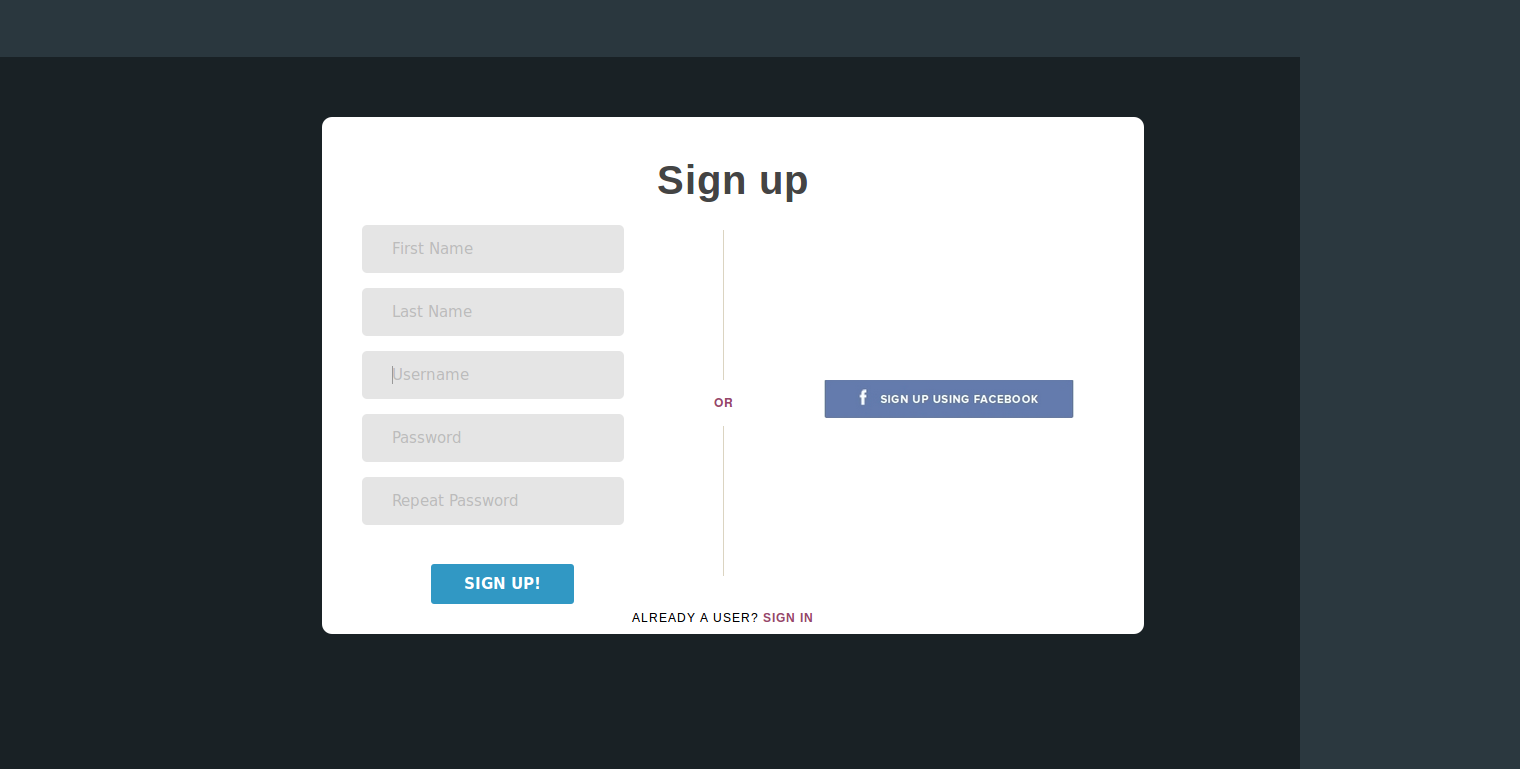 Sign up
First Name
Last Name
Username
Password
Repeat Password
SIGN UP!
OR
SIGN UP USING FACEBOOK
ALREADY A USER? SIGN IN